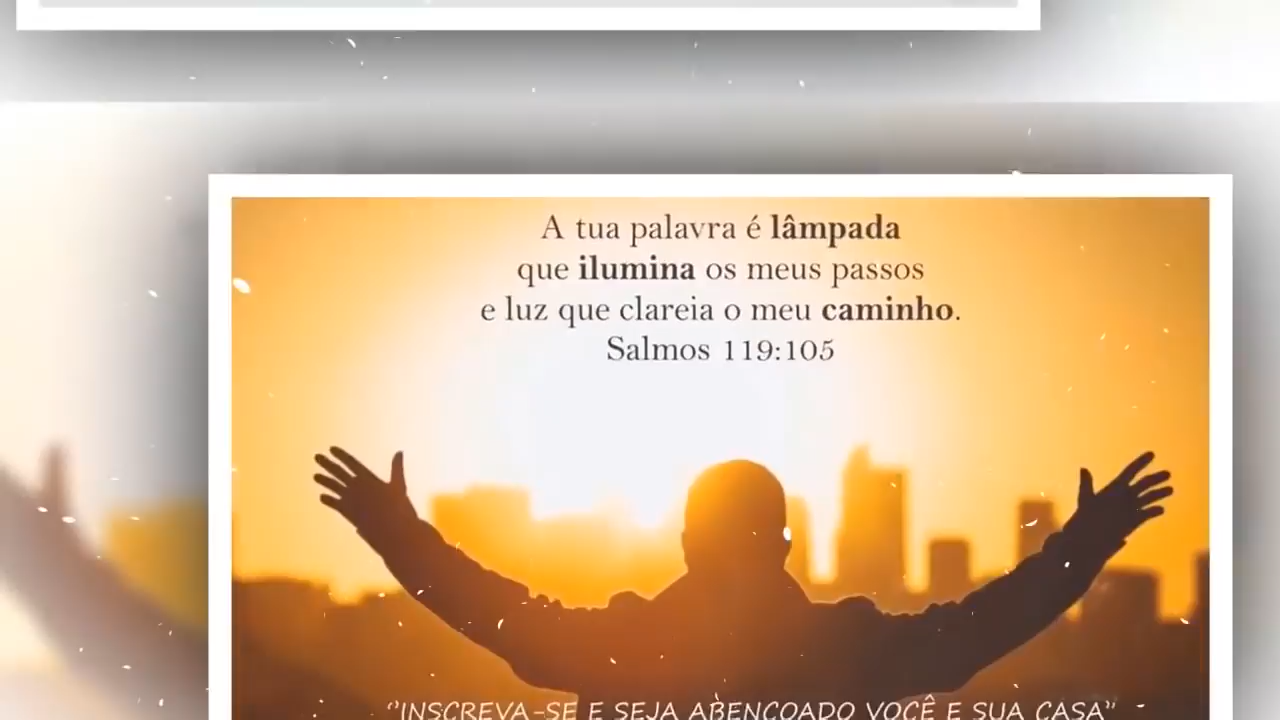 A tua palavra é lâmpada
que ilumina os meus passos
e luz que clareia o meu caminho.
Salmos 119:105
“INSCREVA-SE E SEJA ABENÇOADO VOCÊ E SUA CASA”